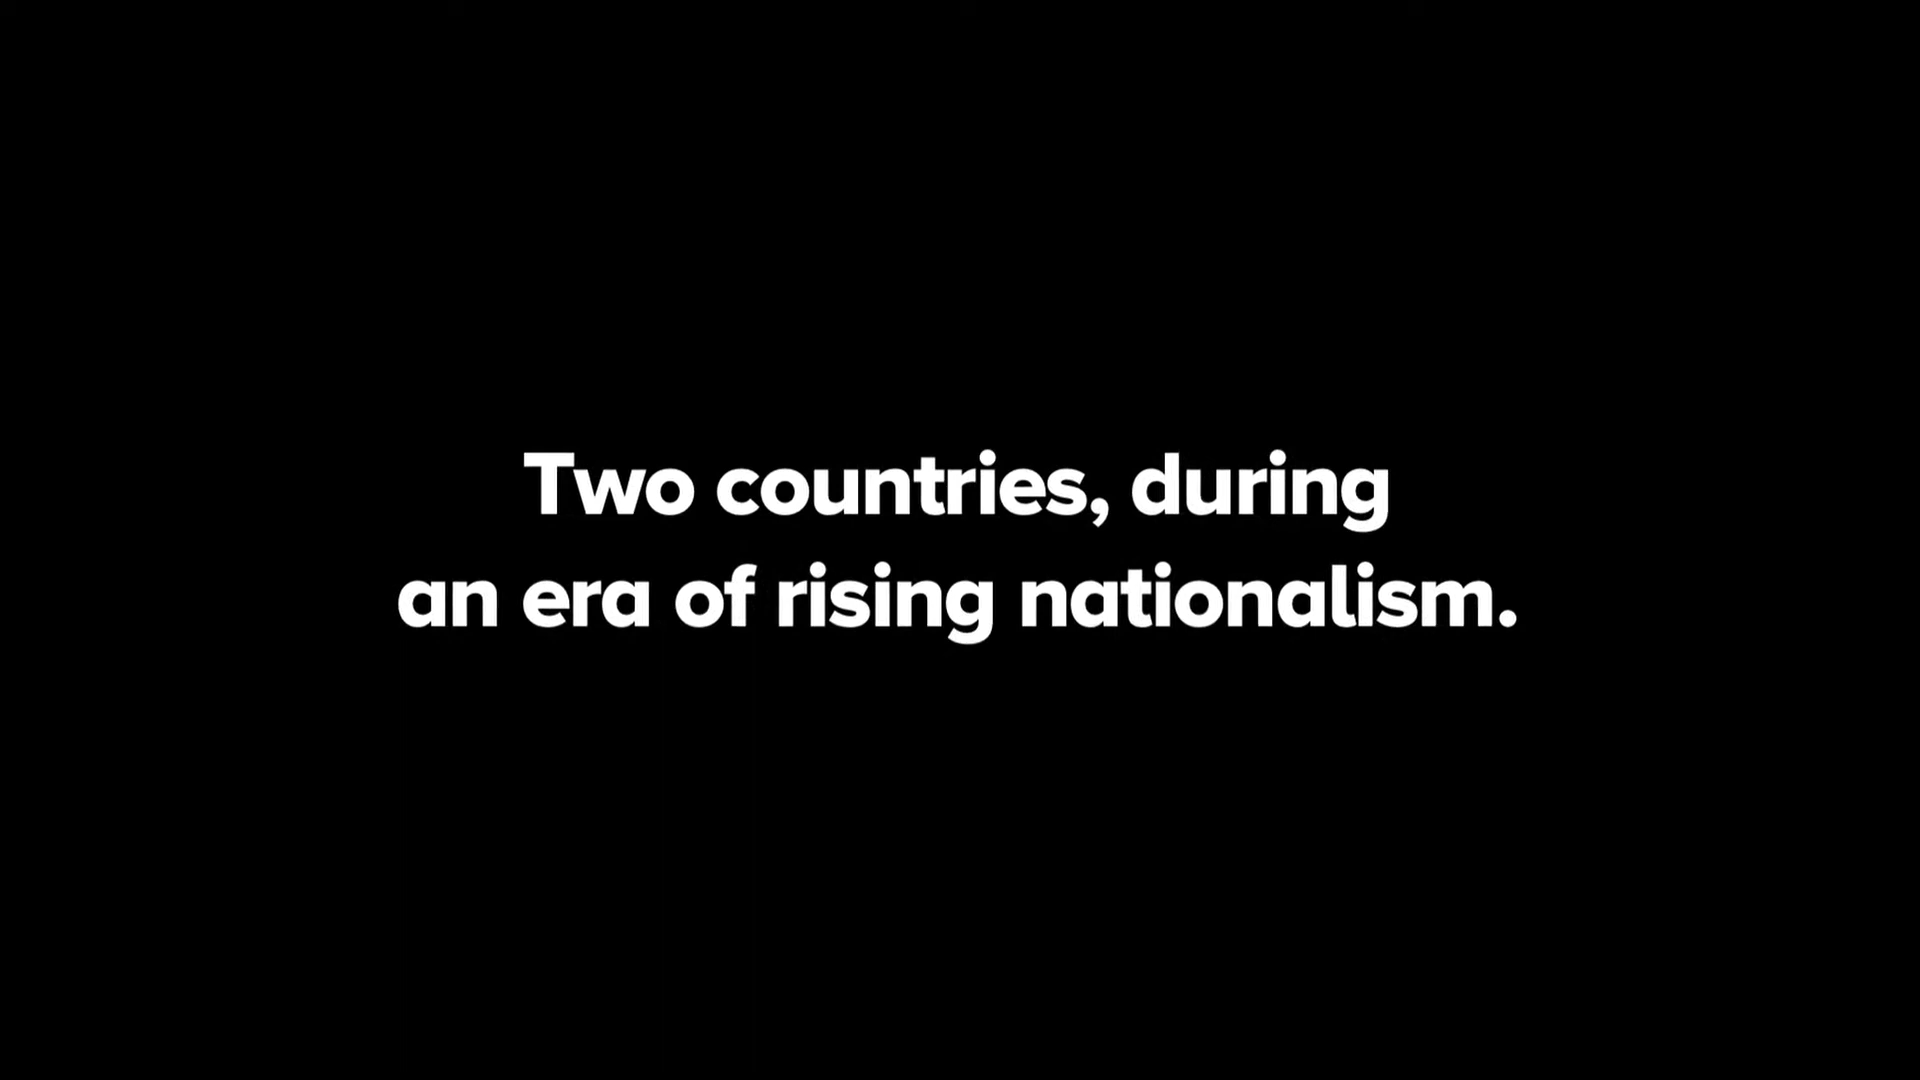 Two countries, during
an era of rising nationalism.